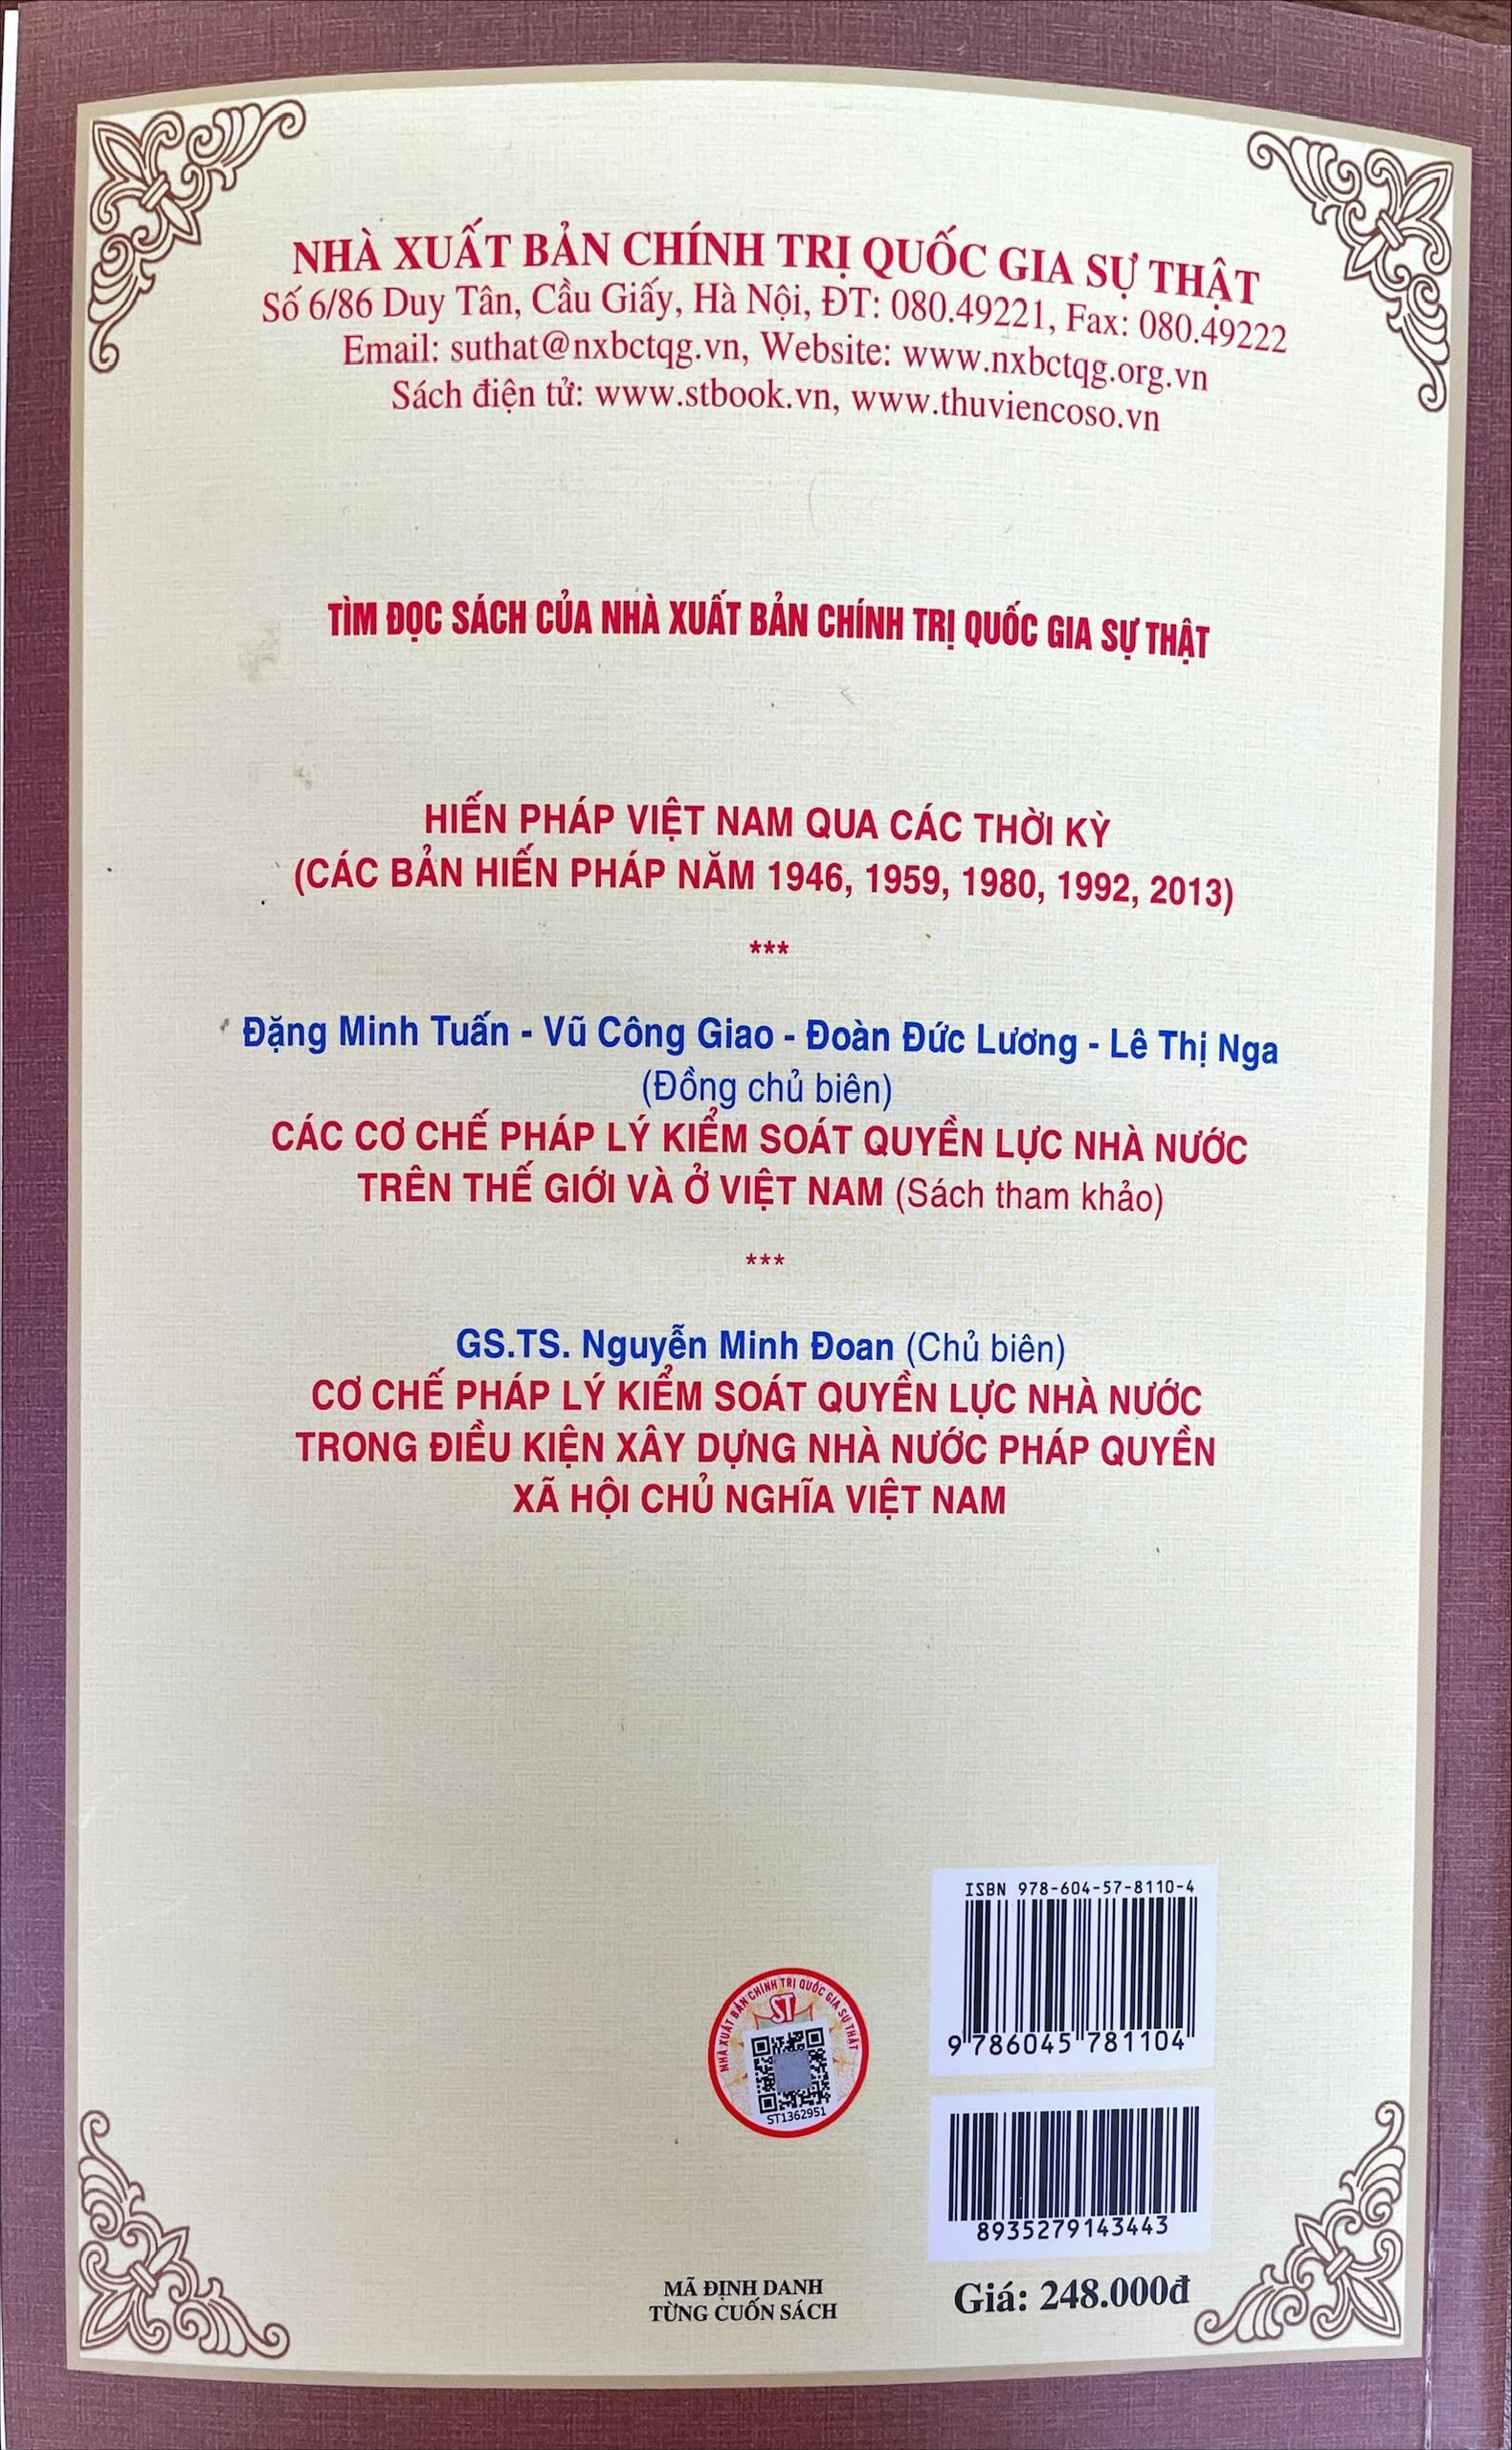 NHÀ XUẤT BẢN CHÍNH TRỊ QUỐC GIA SỰ THẬT
Số 6/86 Duy Tân, Cầu Giấy, Hà Nội, ĐT: 080.49221, Fax: 080.49222
Email: suthat@nxbctqg.vn, Website: www.nxbctqg.org.vn
Sách điện tử: www.stbook.vn, www.thuviencoso.vn
TÌM ĐỌC SÁCH CỦA NHÀ XUẤT BẢN CHÍNH TRỊ QUỐC GIA SỰ THẬT
HIẾN PHÁP VIỆT NAM QUA CÁC THỜI KỲ
(CÁC BẢN HIẾN PHÁP NĂM 1946, 1959, 1980, 1992, 2013)
***
Đặng Minh Tuấn - Vũ Công Giao - Đoàn Đức Lương - Lê Thị Nga
(Đồng chủ biên)
CÁC CƠ CHẾ PHÁP LÝ KIỂM SOÁT QUYỀN LỰC NHÀ NƯỚC
TRÊN THẾ GIỚI VÀ Ở VIỆT NAM (Sách tham khảo)
***
GS.TS. Nguyễn Minh Đoan (Chủ biên)
CƠ CHẾ PHÁP LÝ KIỂM SOÁT QUYỀN LỰC NHÀ NƯỚC
TRONG ĐIỀU KIỆN XÂY DỰNG NHÀ NƯỚC PHÁP QUYỀN
XÃ HỘI CHỦ NGHĨA VIỆT NAM
ISBN 978-604-57-8110-4
9 786045 781104
NHÀ XUẤT BẢN CHÍNH TRỊ QUỐC GIA SỰ THẬT
ST
ST1362951
8935279143443
MÃ ĐỊNH DANH
TỪNG CUỐN SÁCH
Giá: 248.000đ